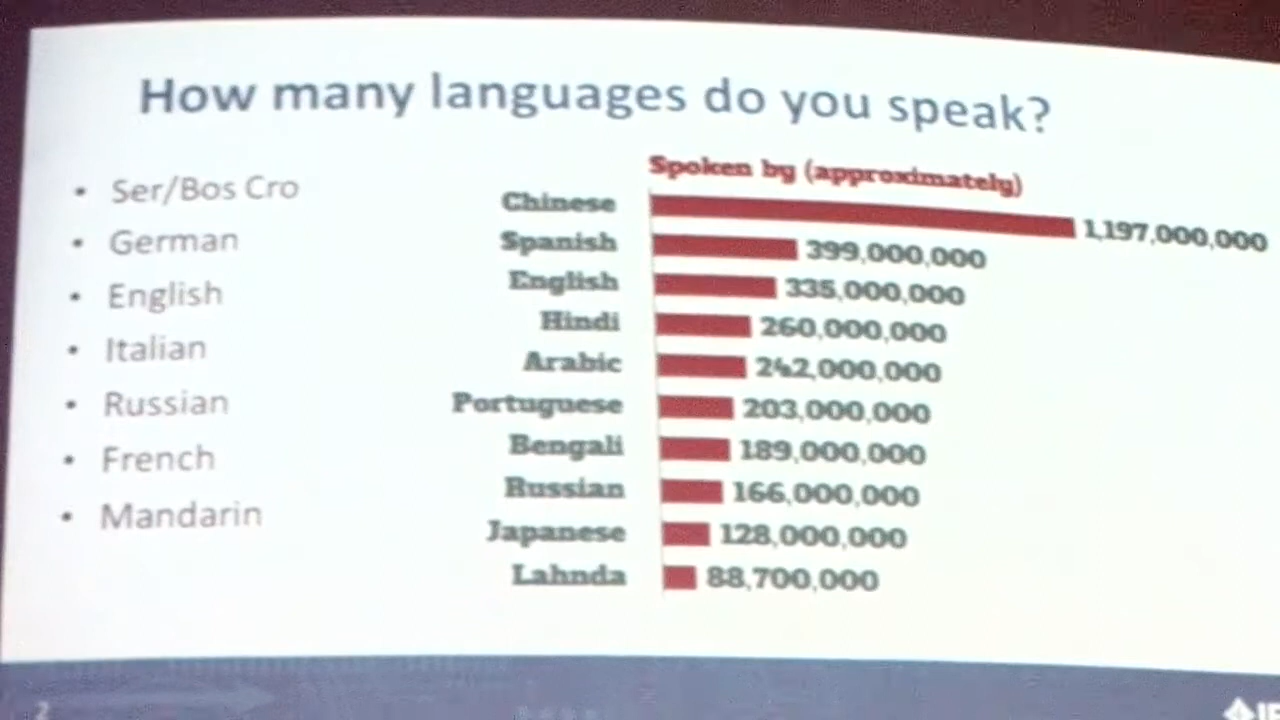 How many languages do you speak?
• Ser/Bos Cro
• German
• English
• Italian
• Russian
• French
• Mandarin
Spoken by (approximately)
Chinese 1,197,000,000
Spanish 399,000,000
English 335,000,000
Hindi 260,000,000
Arabic 242,000,000
Portuguese 203,000,000
Bengali 189,000,000
Russian 166,000,000
Japanese 128,000,000
Lahnda 88,700,000
2